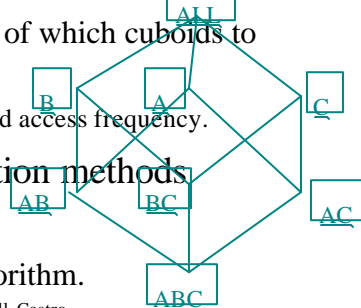 ALL
of which cuboids to
B A C
d access frequency.
tion methods
AB BC AC
orithm.
ABC